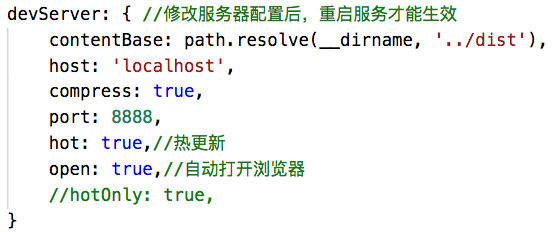 devServer: { //修改服务器配置后，重启服务才能生效
contentBase: path.resolve(__dirname, '../dist'),
host: 'localhost',
compress: true,
port: 8888,
hot: true,//热更新
open: true,//自动打开浏览器
//hotOnly: true,
}